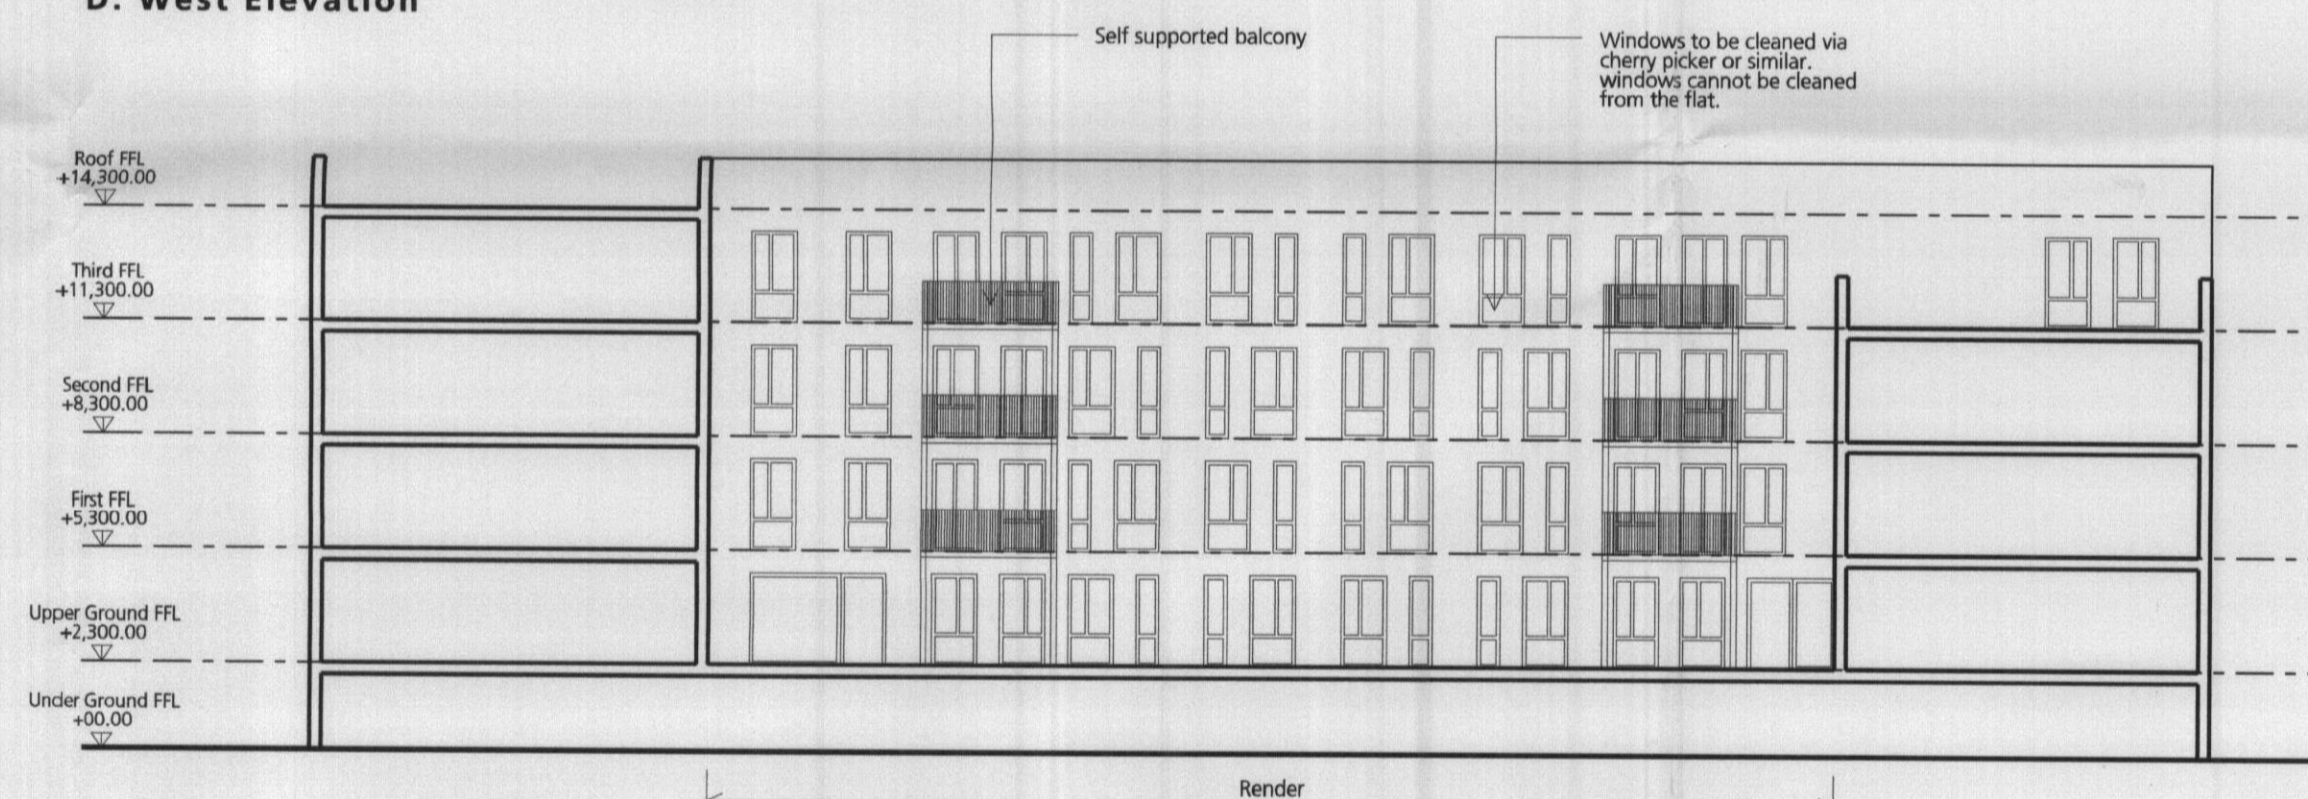 D. West Elevation
Self supported balcony
Windows to be cleaned via
cherry picker or similar.
windows cannot be cleaned
from the flat.
Roof FFL
+14,300.00
Third FFL
+11,300.00
Second FFL
+8,300.00
First FFL
+5,300.00
Upper Ground FFL
+2,300.00
Under Ground FFL
+00.00
Render